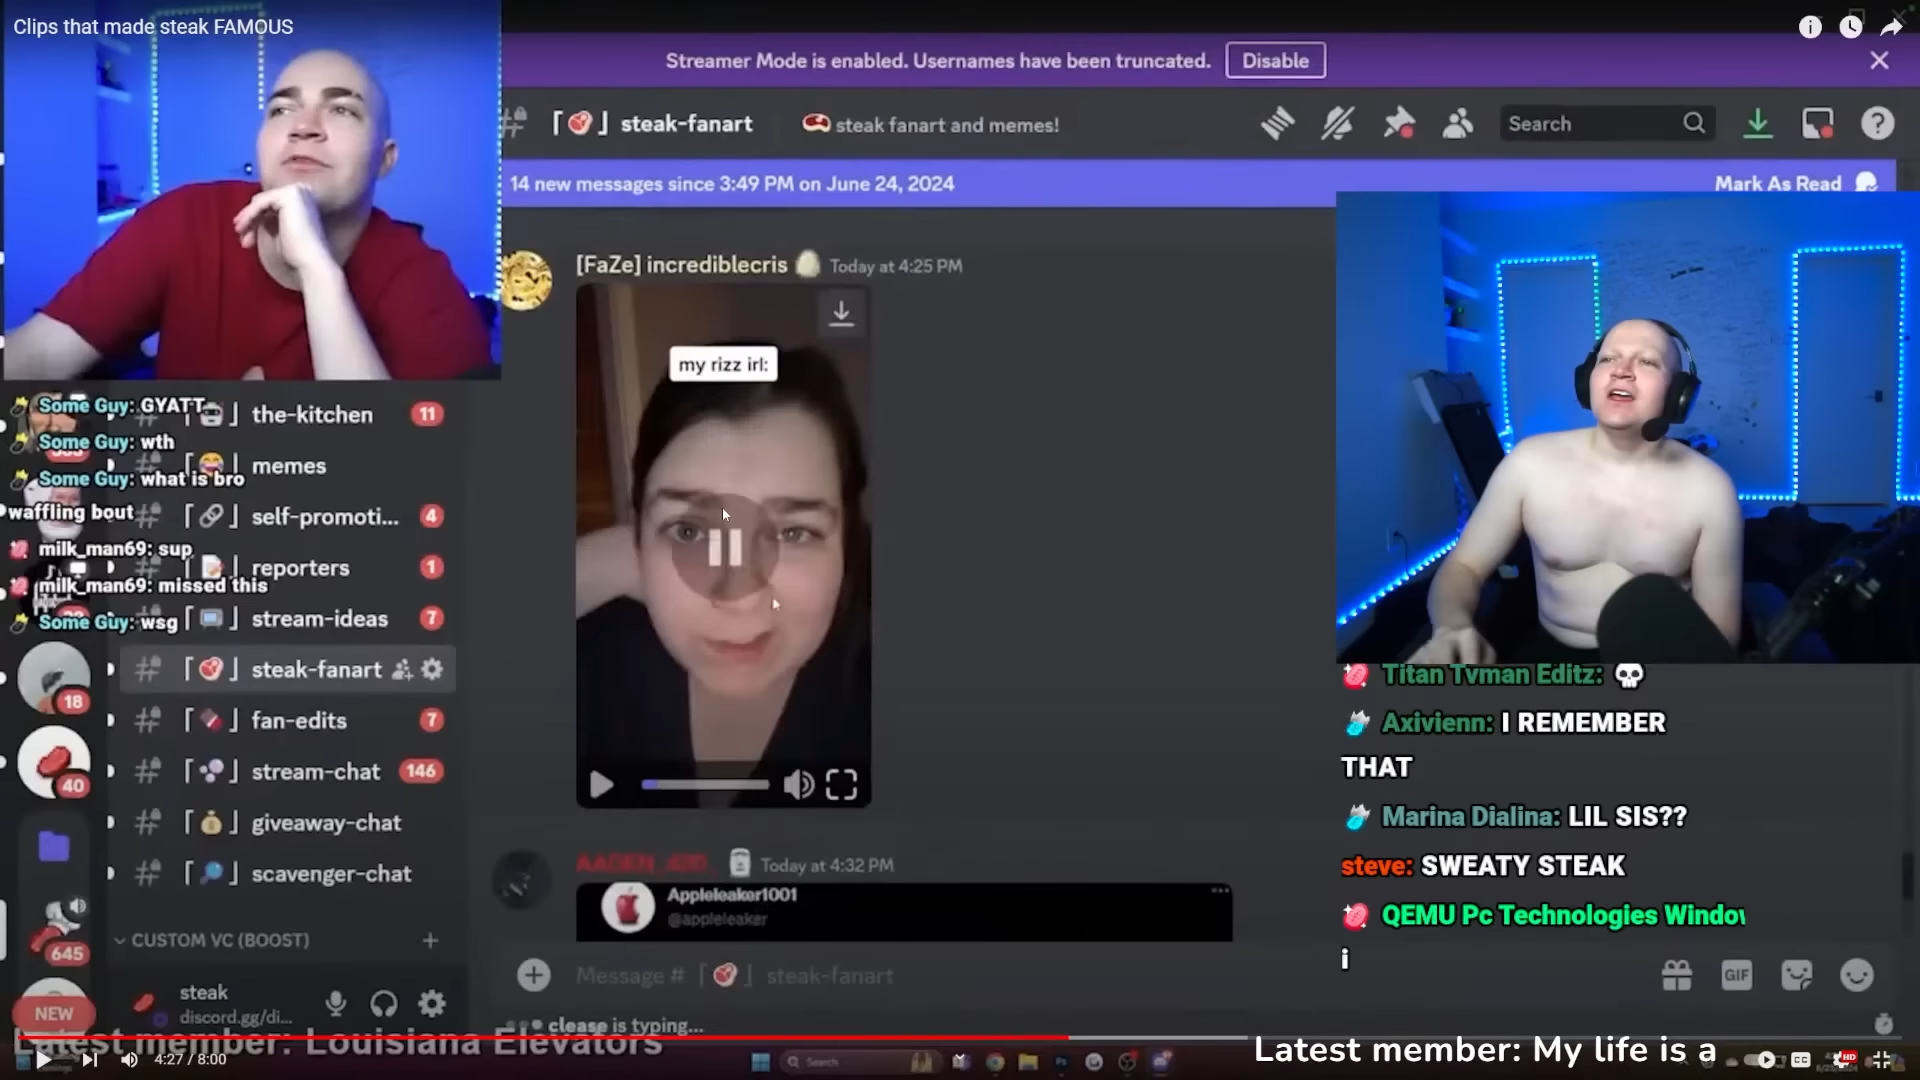 Clips that made steak FAMOUS
Streamer Mode is enabled. Usernames have been truncated.
Disable
steak-fanart
steak fanart and memes!
Search
14 new messages since 3:49 PM on June 24, 2024
Mark As Read
[FaZe] incrediblecris
Today at 4:25 PM
my rizz irl:
Some Guy: GYATT
the-kitchen
11
Some Guy: wth
memes
Some Guy: what is bro
waffling bout
self-promoti...
4
milk_man69: sup
reporters
1
milk_man69: missed this
Some Guy: wsg
stream-ideas
7
steak-fanart
18
fan-edits
7
stream-chat
146
40
giveaway-chat
scavenger-chat
645
CUSTOM VC (BOOST)
NEW
steak
discord.gg/di...
Today at 4:32 PM
Appleleaker1001
@appleleaker
Message #
steak-fanart
GIF
clease is typing...
Titan Tvman Editz:
Axivienn: I REMEMBER
THAT
Marina Dialina: LIL SIS??
steve: SWEATY STEAK
QEMU Pc Technologies Window
i
Latest member: Louisiana Elevators
Latest member: My life is a
4:27 / 8:00
Search
CC
HD